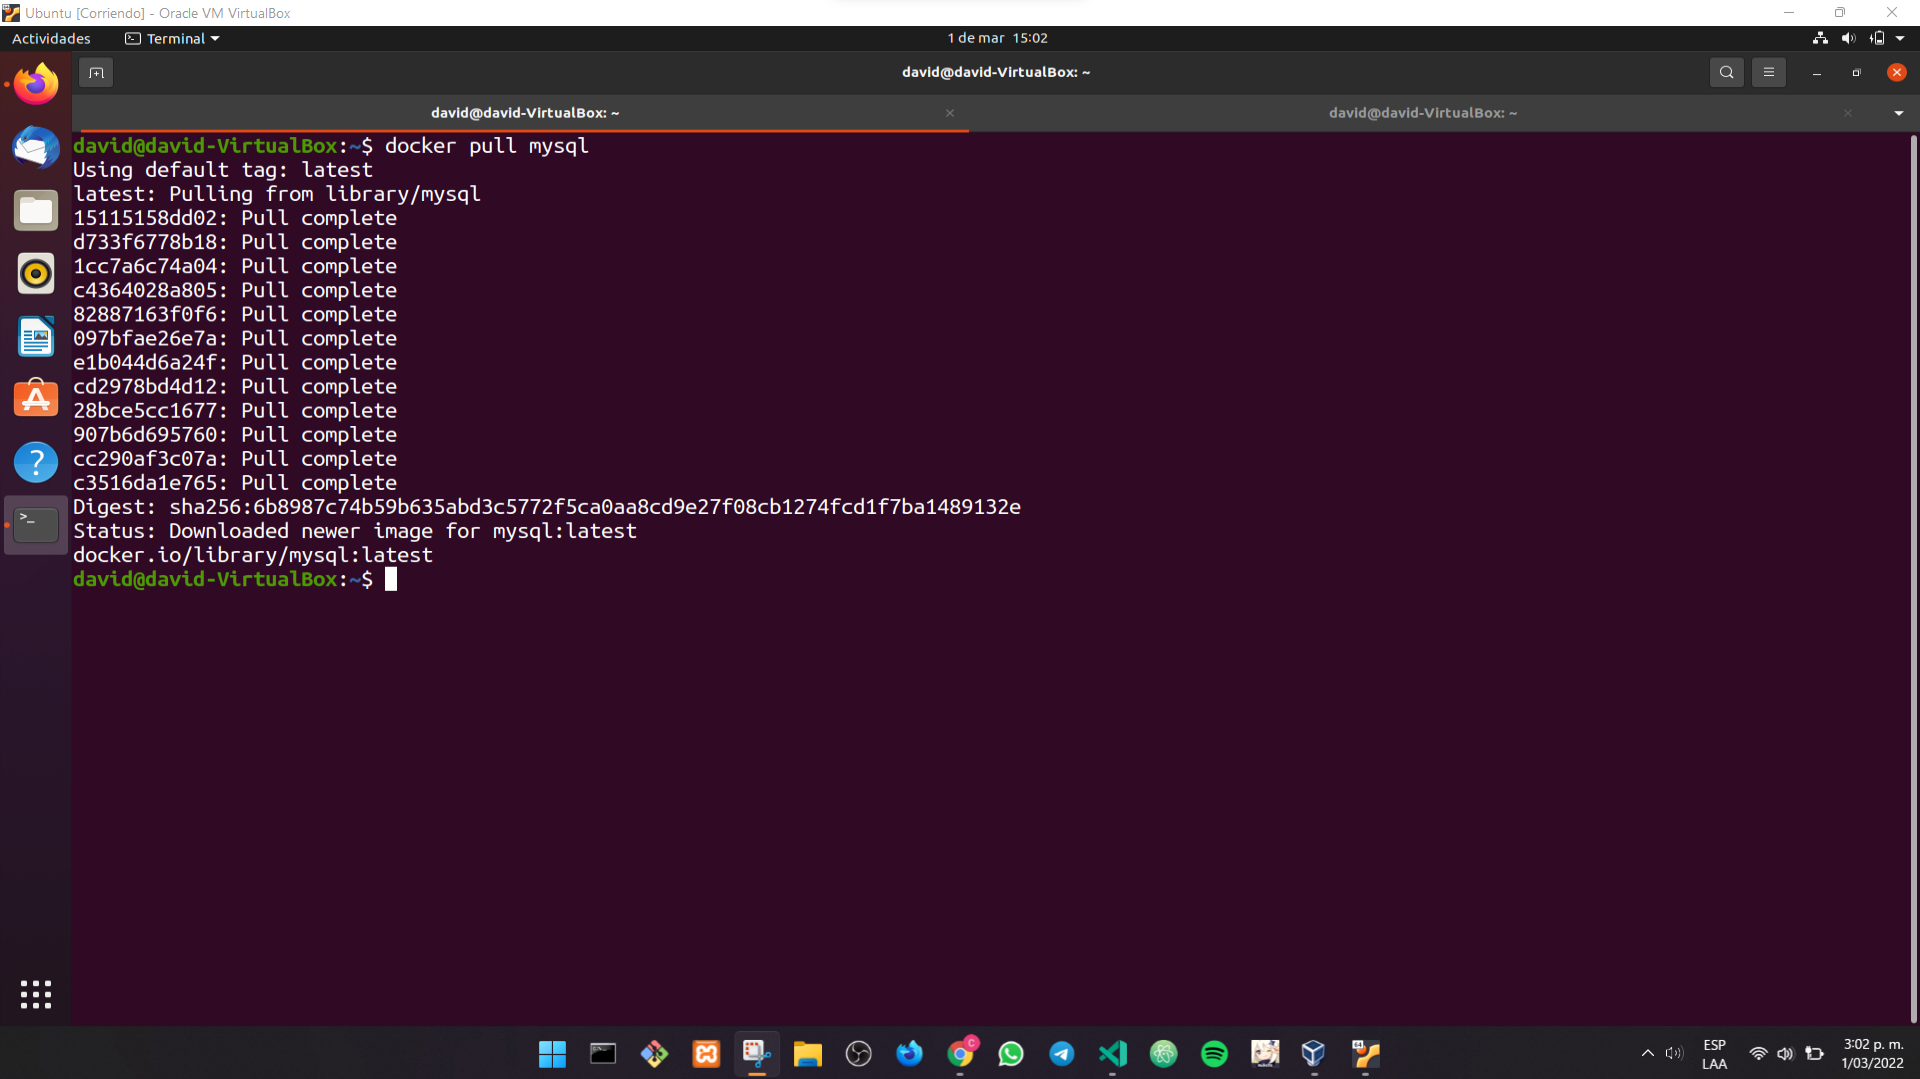 Ubuntu [Corriendo] - Oracle VM VirtualBox
Actividades
Terminal
1 de mar 15:02
david@david-VirtualBox: ~
david@david-VirtualBox: ~
david@david-VirtualBox: ~
david@david-VirtualBox:~$ docker pull mysql
Using default tag: latest
latest: Pulling from library/mysql
15115158dd02: Pull complete
d733f6778b18: Pull complete
1cc7a6c74a04: Pull complete
c4364028a805: Pull complete
82887163f0f6: Pull complete
097bfae26e7a: Pull complete
e1b044d6a24f: Pull complete
cd2978bd4d12: Pull complete
28bce5cc1677: Pull complete
907b6d695760: Pull complete
cc290af3c07a: Pull complete
c3516da1e765: Pull complete
Digest: sha256:6b8987c74b59b635abd3c5772f5ca0aa8cd9e27f08cb1274fcd1f7ba1489132e
Status: Downloaded newer image for mysql:latest
docker.io/library/mysql:latest
david@david-VirtualBox:~$
ESP
LAA
3:02 p. m.
1/03/2022